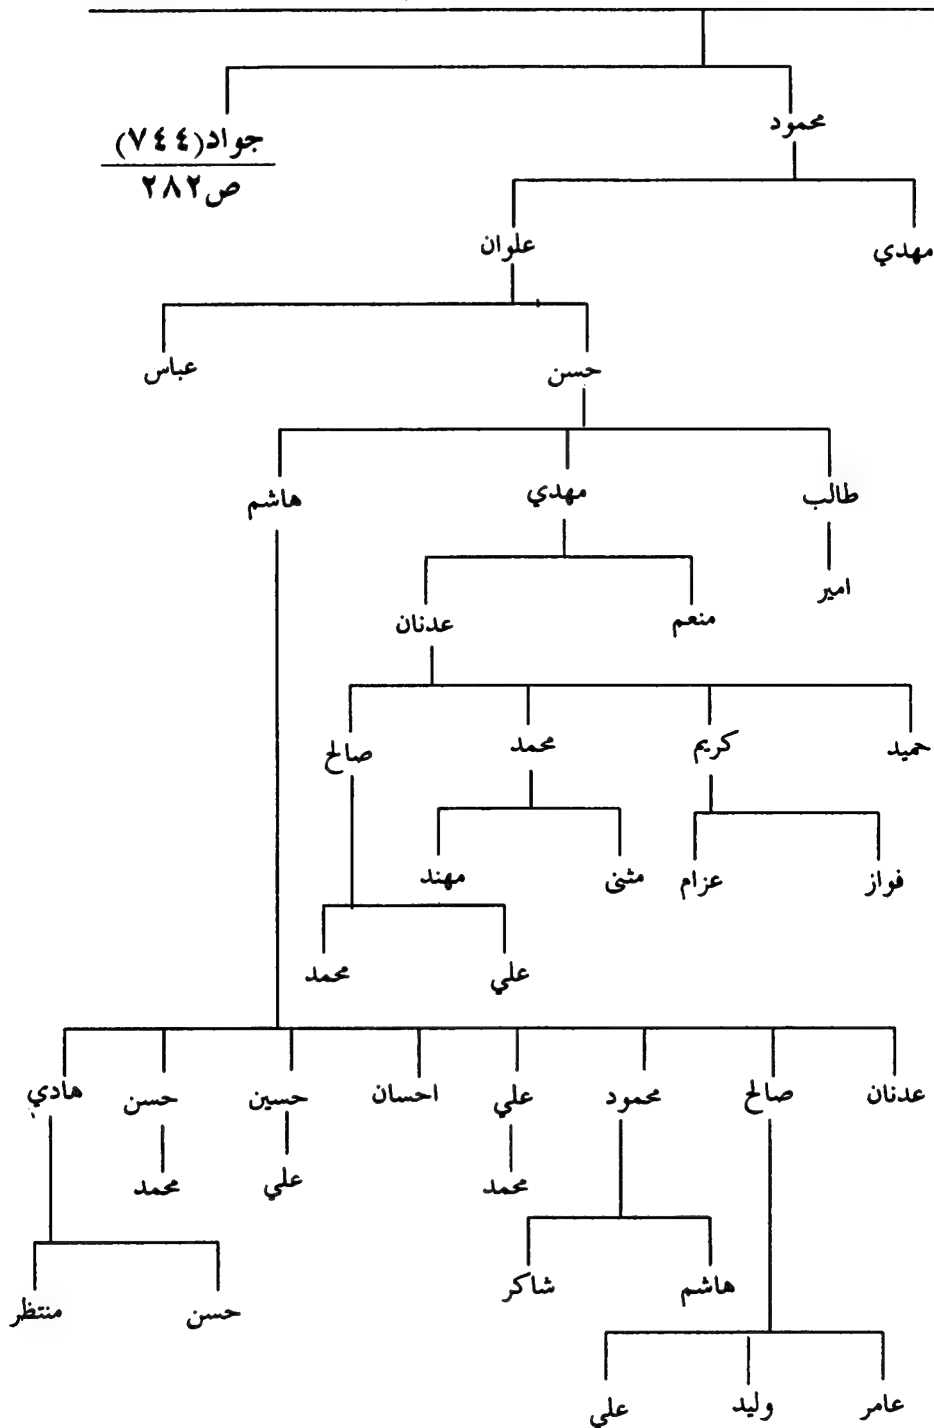 محمود
جواد(٧٤٤)
ص٢٨٢
مهدي
علوان
حسن
عباس
طالب
مهدي
هاشم
امير
منعم
عدنان
حميد
كريم
محمد
صالح
فواز
عزام
مثنى
مهند
علي
محمد
عدنان
صالح
محمود
علي
احسان
حسين
حسن
هادي
محمد
علي
محمد
هاشم
شاكر
حسن
منتظر
عامر
وليد
علي